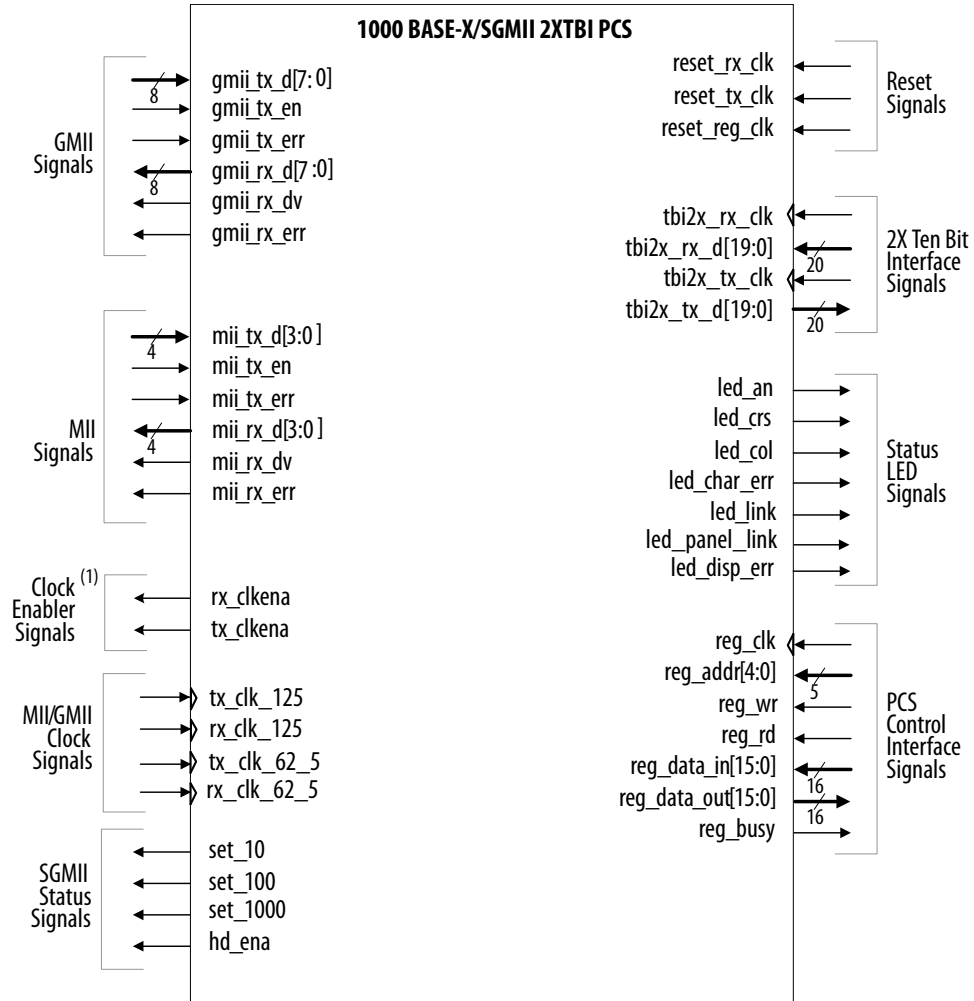 1000 BASE-X/SGMII 2XTBI PCS
GMII
Signals
8
gmii_tx_d[7:0]
gmii_tx_en
gmii_tx_err
8
gmii_rx_d[7:0]
gmii_rx_dv
gmii_rx_err
MII
Signals
4
mii_tx_d[3:0]
mii_tx_en
mii_tx_err
4
mii_rx_d[3:0]
mii_rx_dv
mii_rx_err
Clock (1)
Enabler
Signals
rx_clkena
tx_clkena
MII/GMII
Clock
Signals
tx_clk_125
rx_clk_125
tx_clk_62_5
rx_clk_62_5
SGMII
Status
Signals
set_10
set_100
set_1000
hd_ena
reset_rx_clk
reset_tx_clk
reset_reg_clk
Reset
Signals
tbi2x_rx_clk
tbi2x_rx_d[19:0]
20
tbi2x_tx_clk
tbi2x_tx_d[19:0]
20
2X Ten Bit
Interface
Signals
led_an
led_crs
led_col
led_char_err
led_link
led_panel_link
led_disp_err
Status
LED
Signals
reg_clk
reg_addr[4:0]
5
reg_wr
reg_rd
reg_data_in[15:0]
16
reg_data_out[15:0]
16
reg_busy
PCS
Control
Interface
Signals